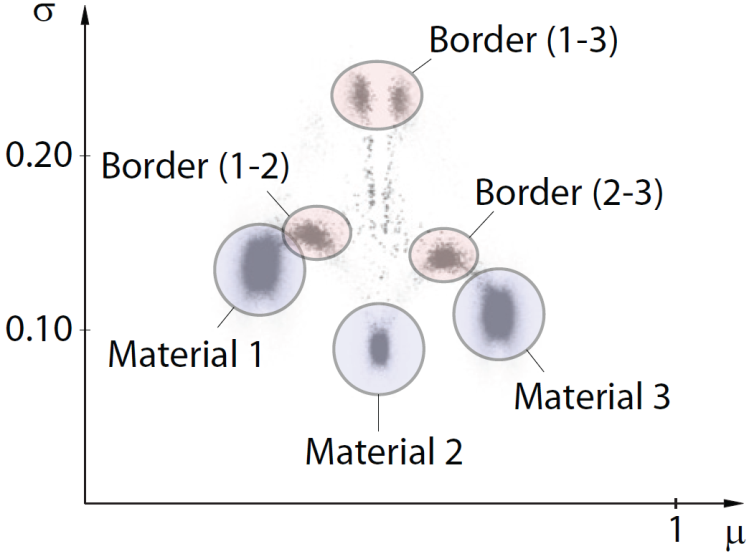 σ
Border (1-3)
0.20
Border (1-2)
Border (2-3)
0.10
Material 1
Material 3
Material 2
1
μ